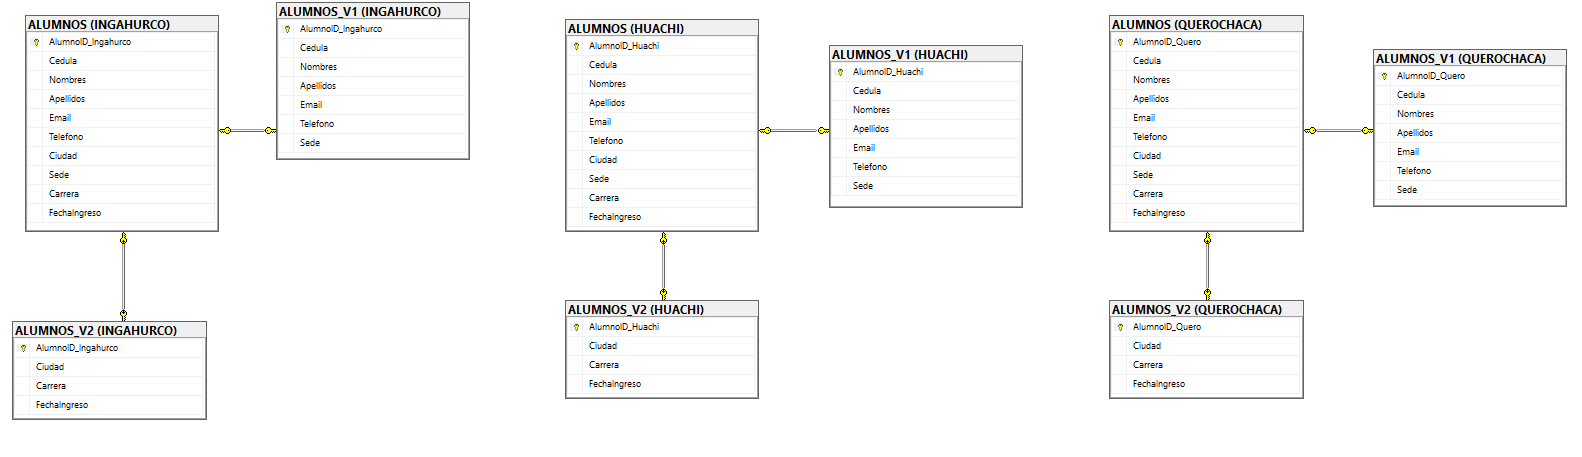 ALUMNOS (INGAHURCO)
AlumnoID_Ingahurco
Cedula
Nombres
Apellidos
Email
Telefono
Ciudad
Sede
Carrera
FechaIngreso
ALUMNOS_V1 (INGAHURCO)
AlumnoID_Ingahurco
Cedula
Nombres
Apellidos
Email
Telefono
Sede
ALUMNOS_V2 (INGAHURCO)
AlumnoID_Ingahurco
Ciudad
Carrera
FechaIngreso
ALUMNOS (HUACHI)
AlumnoID_Huachi
Cedula
Nombres
Apellidos
Email
Telefono
Ciudad
Sede
Carrera
FechaIngreso
ALUMNOS_V1 (HUACHI)
AlumnoID_Huachi
Cedula
Nombres
Apellidos
Email
Telefono
Sede
ALUMNOS_V2 (HUACHI)
AlumnoID_Huachi
Ciudad
Carrera
FechaIngreso
ALUMNOS (QUEROCHACA)
AlumnoID_Quero
Cedula
Nombres
Apellidos
Email
Telefono
Ciudad
Sede
Carrera
FechaIngreso
ALUMNOS_V1 (QUEROCHACA)
AlumnoID_Quero
Cedula
Nombres
Apellidos
Email
Telefono
Sede
ALUMNOS_V2 (QUEROCHACA)
AlumnoID_Quero
Ciudad
Carrera
FechaIngreso